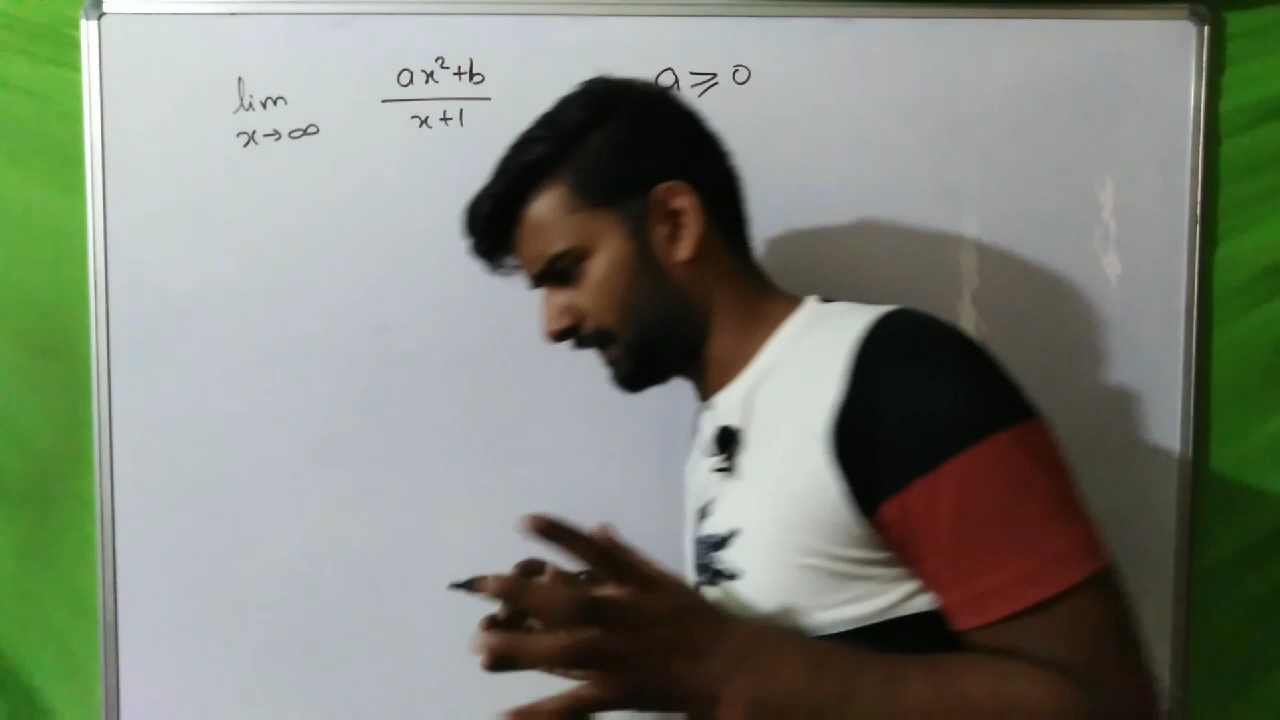 lim x→∞ ax²+b / x+1 a ⩾ 0